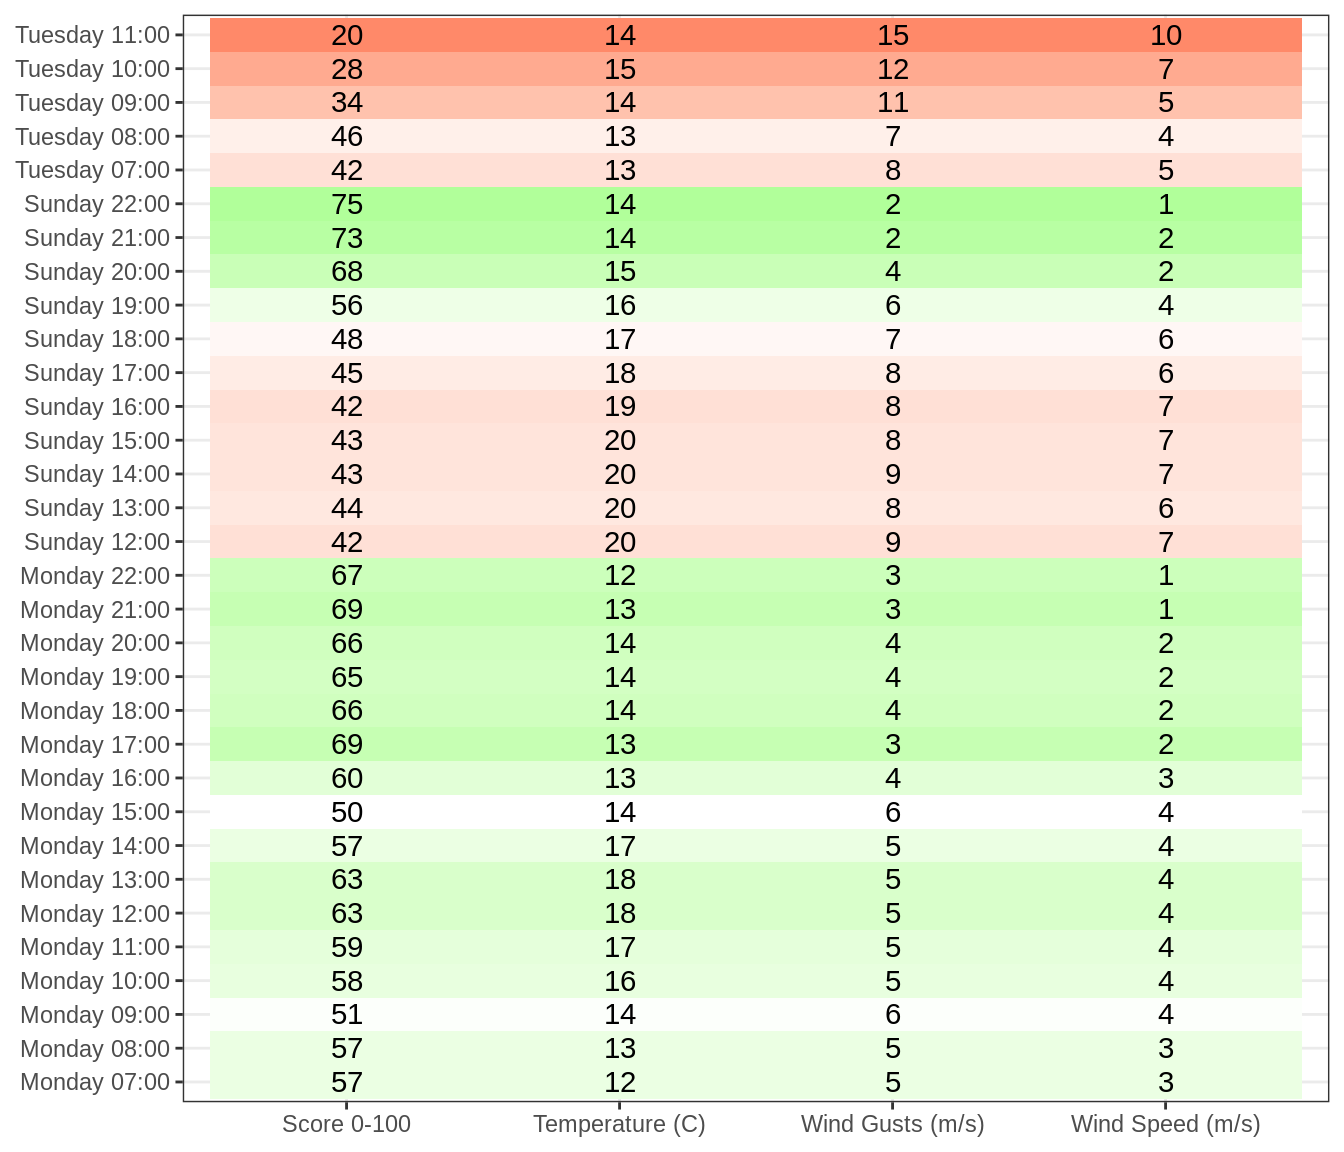 Tuesday 11:00 20 14 15 10
Tuesday 10:00 28 15 12 7
Tuesday 09:00 34 14 11 5
Tuesday 08:00 46 13 7 4
Tuesday 07:00 42 13 8 5
Sunday 22:00 75 14 2 1
Sunday 21:00 73 14 2 2
Sunday 20:00 68 15 4 2
Sunday 19:00 56 16 6 4
Sunday 18:00 48 17 7 6
Sunday 17:00 45 18 8 6
Sunday 16:00 42 19 8 7
Sunday 15:00 43 20 8 7
Sunday 14:00 43 20 9 7
Sunday 13:00 44 20 8 6
Sunday 12:00 42 20 9 7
Monday 22:00 67 12 3 1
Monday 21:00 69 13 3 1
Monday 20:00 66 14 4 2
Monday 19:00 65 14 4 2
Monday 18:00 66 14 4 2
Monday 17:00 69 13 3 2
Monday 16:00 60 13 4 3
Monday 15:00 50 14 6 4
Monday 14:00 57 17 5 4
Monday 13:00 63 18 5 4
Monday 12:00 63 18 5 4
Monday 11:00 59 17 5 4
Monday 10:00 58 16 5 4
Monday 09:00 51 14 6 4
Monday 08:00 57 13 5 3
Monday 07:00 57 12 5 3
Score 0-100 Temperature (C) Wind Gusts (m/s) Wind Speed (m/s)